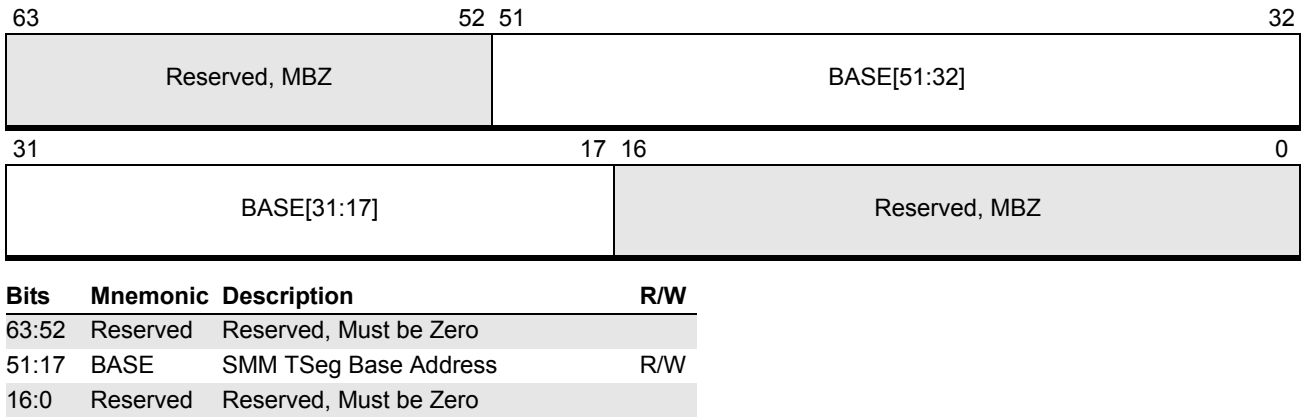 63 52 51 32
Reserved, MBZ BASE[51:32]
31 17 16 0
BASE[31:17] Reserved, MBZ
Bits Mnemonic Description R/W
63:52 Reserved Reserved, Must be Zero
51:17 BASE SMM TSeg Base Address R/W
16:0 Reserved Reserved, Must be Zero